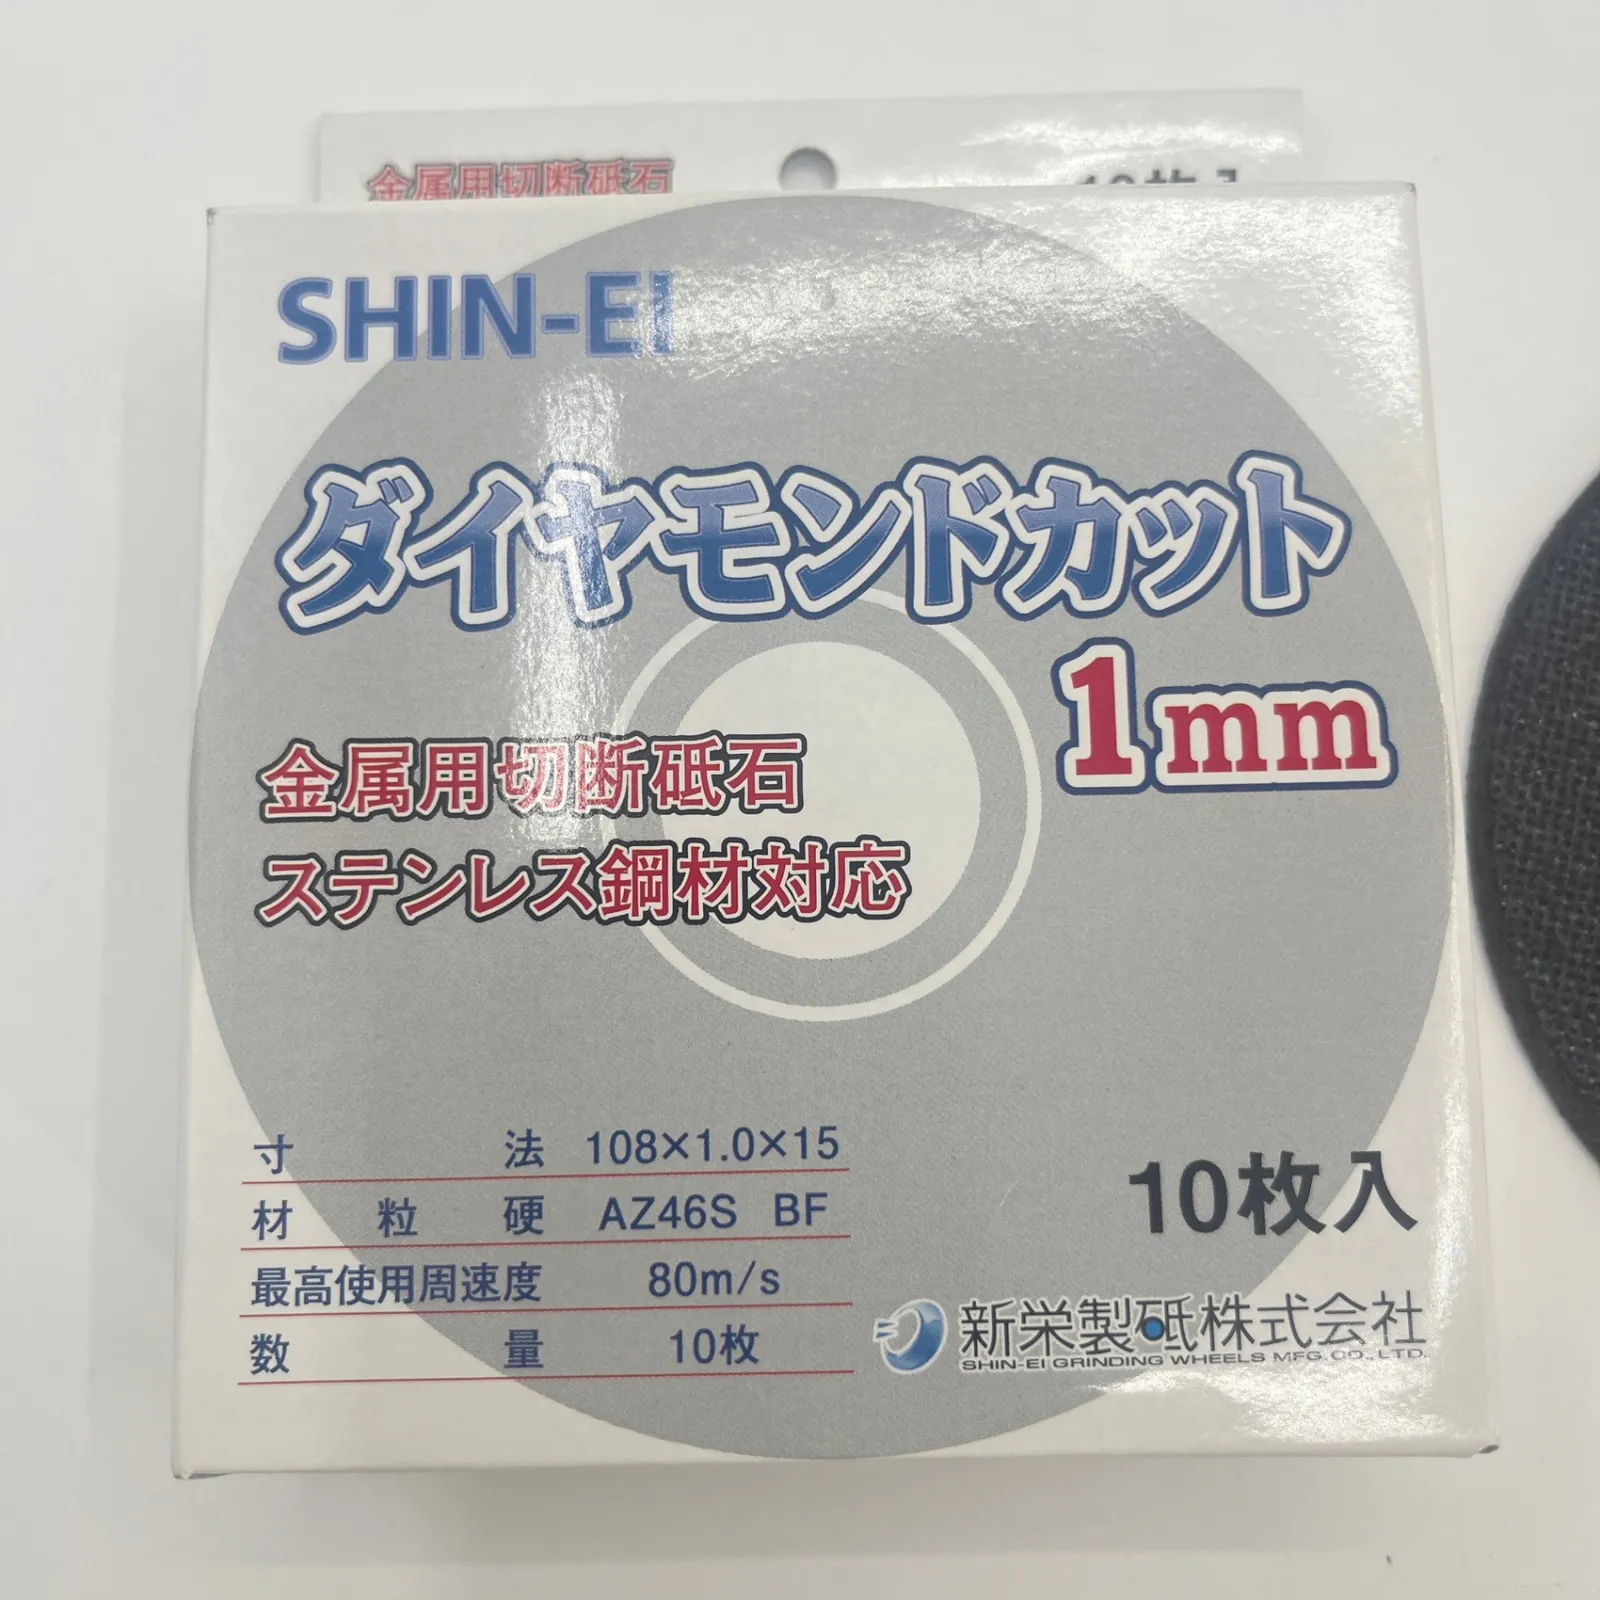 金属用切断砥石
10枚入
SHIN-EI
ダイヤモンドカット
1mm
金属用切断砥石
ステンレス鋼材対応
寸法 108×1.0×15
材粒硬 AZ46S BF
最高使用周速度 80m/s
数量 10枚
10枚入
新栄製砥株式会社
SHIN-EI GRINDING WHEELS MFG.CO.,LTD.